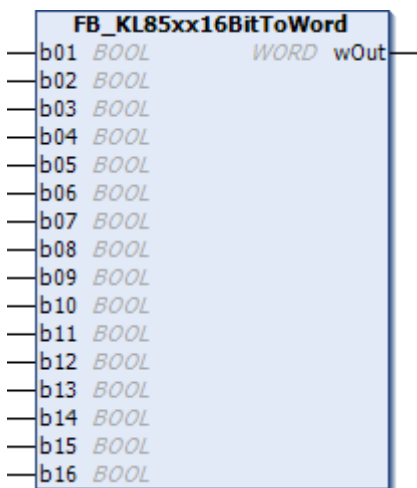 FB_KL85xx16BitToWord
b01 BOOL WORD wOut
b02 BOOL
b03 BOOL
b04 BOOL
b05 BOOL
b06 BOOL
b07 BOOL
b08 BOOL
b09 BOOL
b10 BOOL
b11 BOOL
b12 BOOL
b13 BOOL
b14 BOOL
b15 BOOL
b16 BOOL